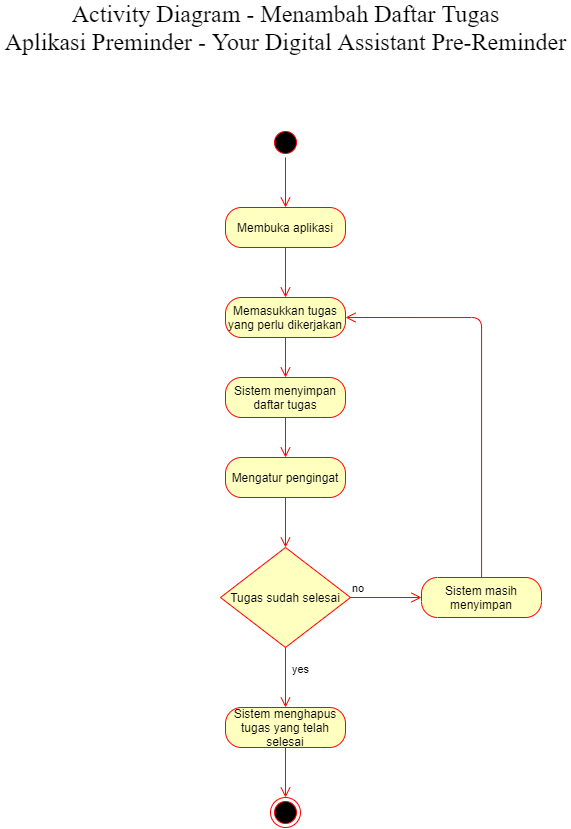 Activity Diagram - Menambah Daftar Tugas
Aplikasi Preminder - Your Digital Assistant Pre-Reminder
Membuka aplikasi
Memasukkan tugas
yang perlu dikerjakan
Sistem menyimpan
daftar tugas
Mengatur pengingat
Tugas sudah selesai
no
Sistem masih
menyimpan
yes
Sistem menghapus
tugas yang telah
selesai